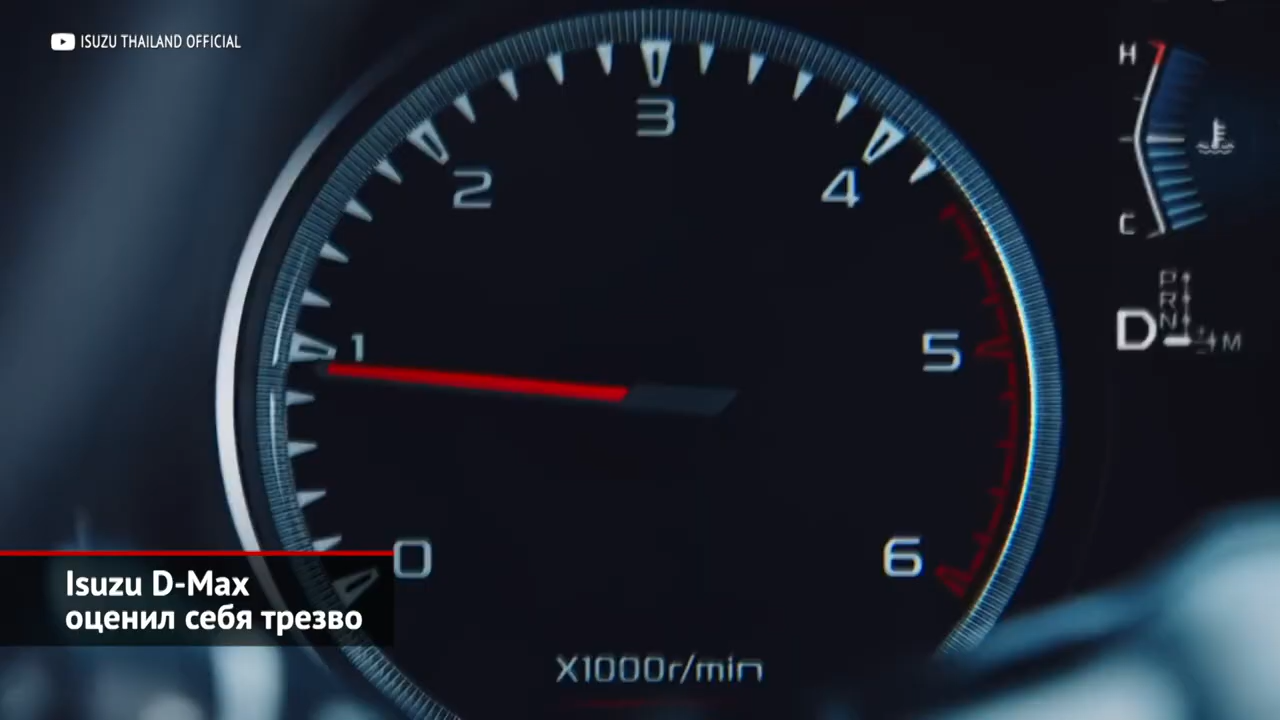 ISUZU THAILAND OFFICIAL
H
C
P
R
N
D
M
3
2
4
1
5
0
6
X1000r/min
Isuzu D-Max
оценил себя трезво